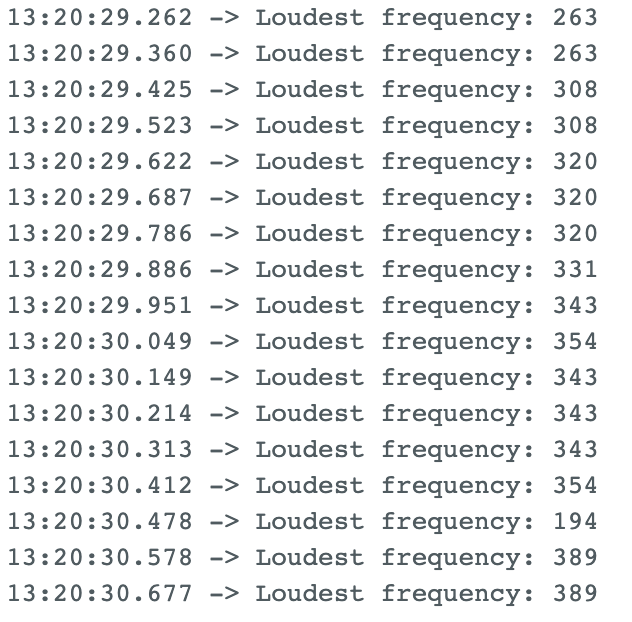 13:20:29.262 -> Loudest frequency: 263
13:20:29.360 -> Loudest frequency: 263
13:20:29.425 -> Loudest frequency: 308
13:20:29.523 -> Loudest frequency: 308
13:20:29.622 -> Loudest frequency: 320
13:20:29.687 -> Loudest frequency: 320
13:20:29.786 -> Loudest frequency: 320
13:20:29.886 -> Loudest frequency: 331
13:20:29.951 -> Loudest frequency: 343
13:20:30.049 -> Loudest frequency: 354
13:20:30.149 -> Loudest frequency: 343
13:20:30.214 -> Loudest frequency: 343
13:20:30.313 -> Loudest frequency: 343
13:20:30.412 -> Loudest frequency: 354
13:20:30.478 -> Loudest frequency: 194
13:20:30.578 -> Loudest frequency: 389
13:20:30.677 -> Loudest frequency: 389